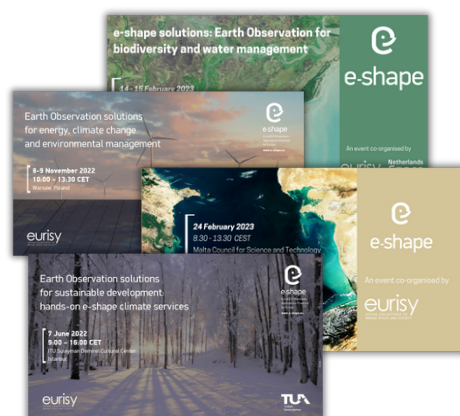 e-shape solutions: Earth Observation for
biodiversity and water management
14 - 15 February 2023
e-shape
An event co-organised by
eurisy
Netherlands
Earth Observation solutions
for energy, climate change
and environmental management
8-9 November 2022
10:00 – 13:30 CET
Warsaw, Poland
e-shape
eurisy
24 February 2023
8:30 - 13:30 CEST
Malta Council for Science and Technology
e-shape
An event co-organised by
eurisy
Earth Observation solutions
for sustainable development:
hands-on e-shape climate services
7 June 2022
9:00 – 16:00 CET
ITU Suleyman Demirel Cultural Center
Istanbul
e-shape
eurisy
TUA